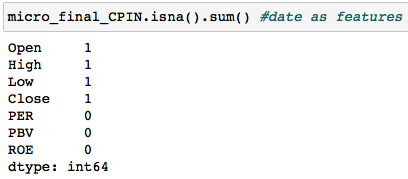 micro_final_CPIN.isna().sum() #date as features
Open 1
High 1
Low 1
Close 1
PER 0
PBV 0
ROE 0
dtype: int64